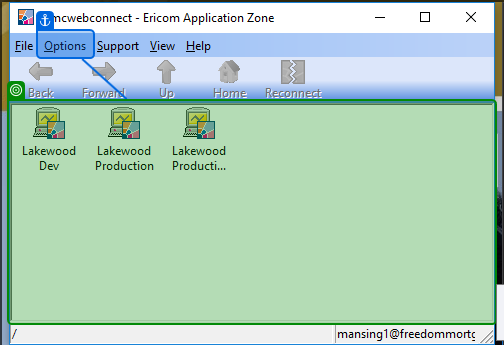 mcwebconnect - Ericom Application Zone
File Options Support View Help
Back Forward Up Home Reconnect
Lakewood Dev
Lakewood Production
Lakewood Producti...
/
mansing1@freedommortg